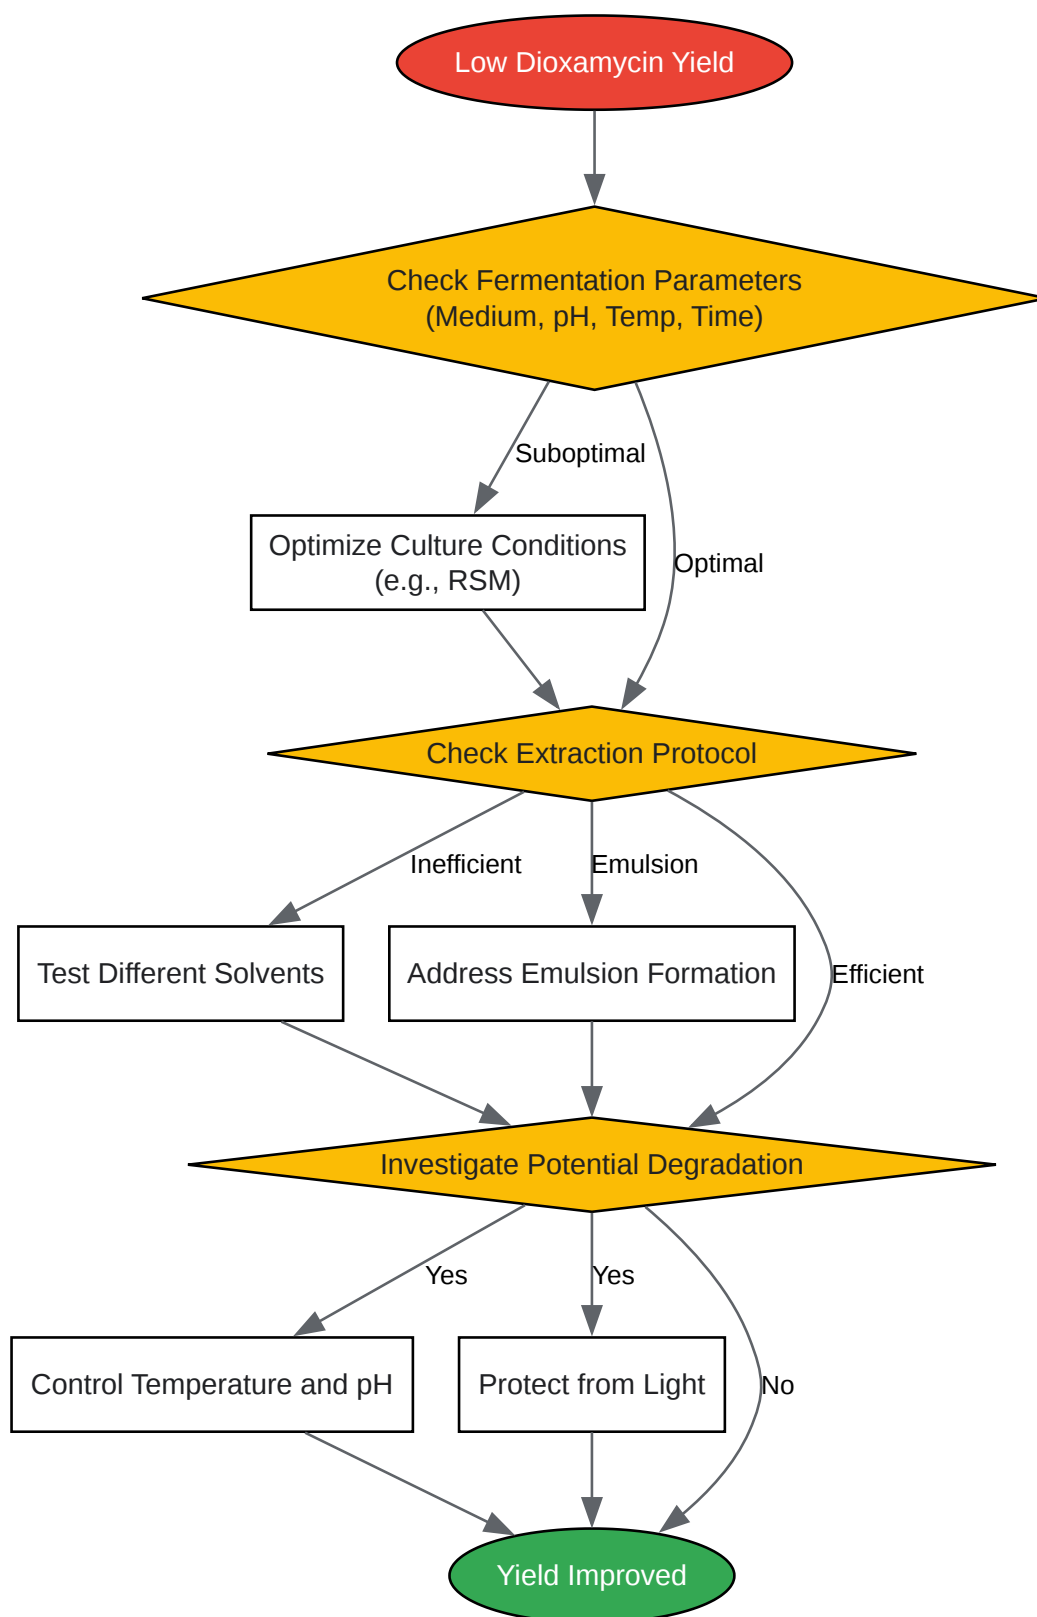 Low Dioxamycin Yield
Check Fermentation Parameters
(Medium, pH, Temp, Time)
Suboptimal
Optimize Culture Conditions
(e.g., RSM)
Optimal
Check Extraction Protocol
Inefficient
Emulsion
Test Different Solvents
Address Emulsion Formation
Efficient
Investigate Potential Degradation
Yes
Yes
Control Temperature and pH
Protect from Light
No
Yield Improved